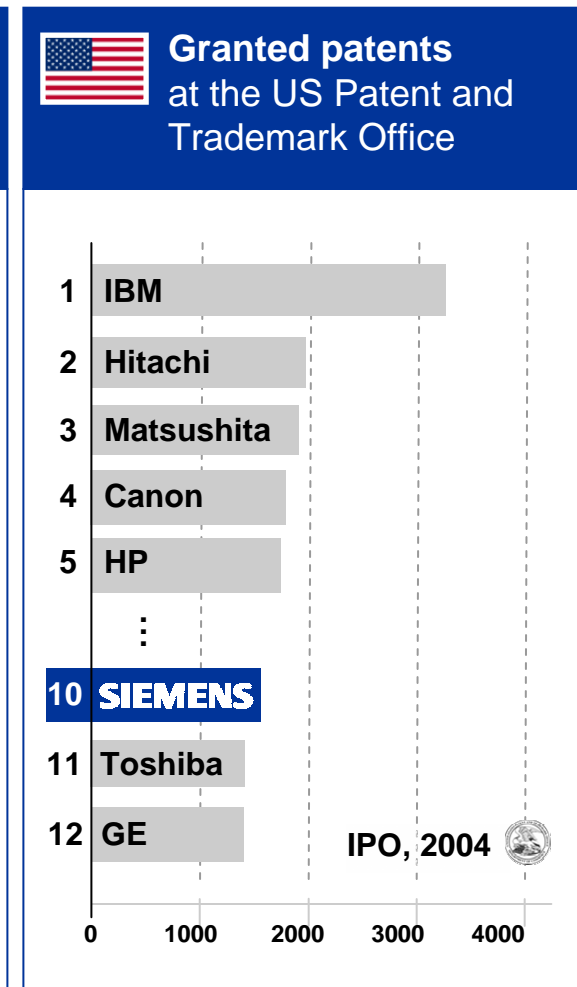 Granted patents
at the US Patent and
Trademark Office
1 IBM
2 Hitachi
3 Matsushita
4 Canon
5 HP
⋮
10 SIEMENS
11 Toshiba
12 GE
IPO, 2004
0 1000 2000 3000 4000